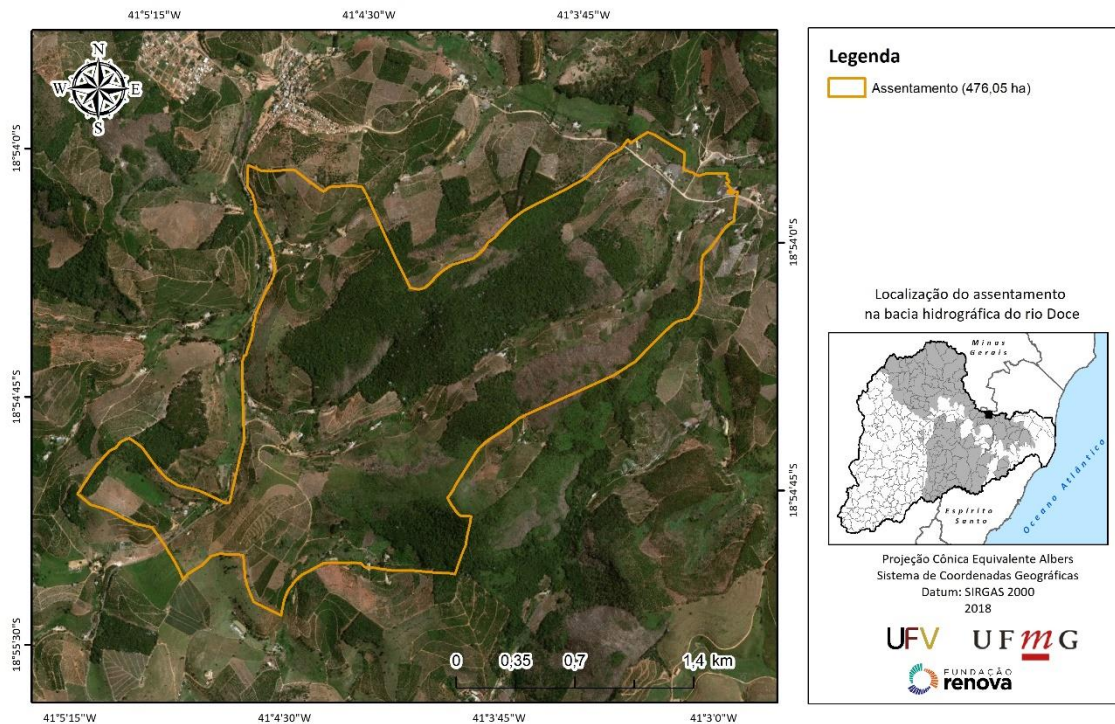 41°5'15"W 41°4'30"W 41°3'45"W
N
W E
S
18°54'0"S
18°54'45"S
18°55'30"S
18°54'0"S
18°54'45"S
0 0,35 0,7 1,4 km
41°5'15"W 41°4'30"W 41°3'45"W 41°3'0"W
Legenda
Assentamento (476,05 ha)
Localização do assentamento
na bacia hidrográfica do rio Doce
Minas
Gerais
Espírito
Santo
Oceano Atlântico
Projeção Cônica Equivalente Albers
Sistema de Coordenadas Geográficas
Datum: SIRGAS 2000
2018
UFV UFmG
FUNDAÇÃO
renova